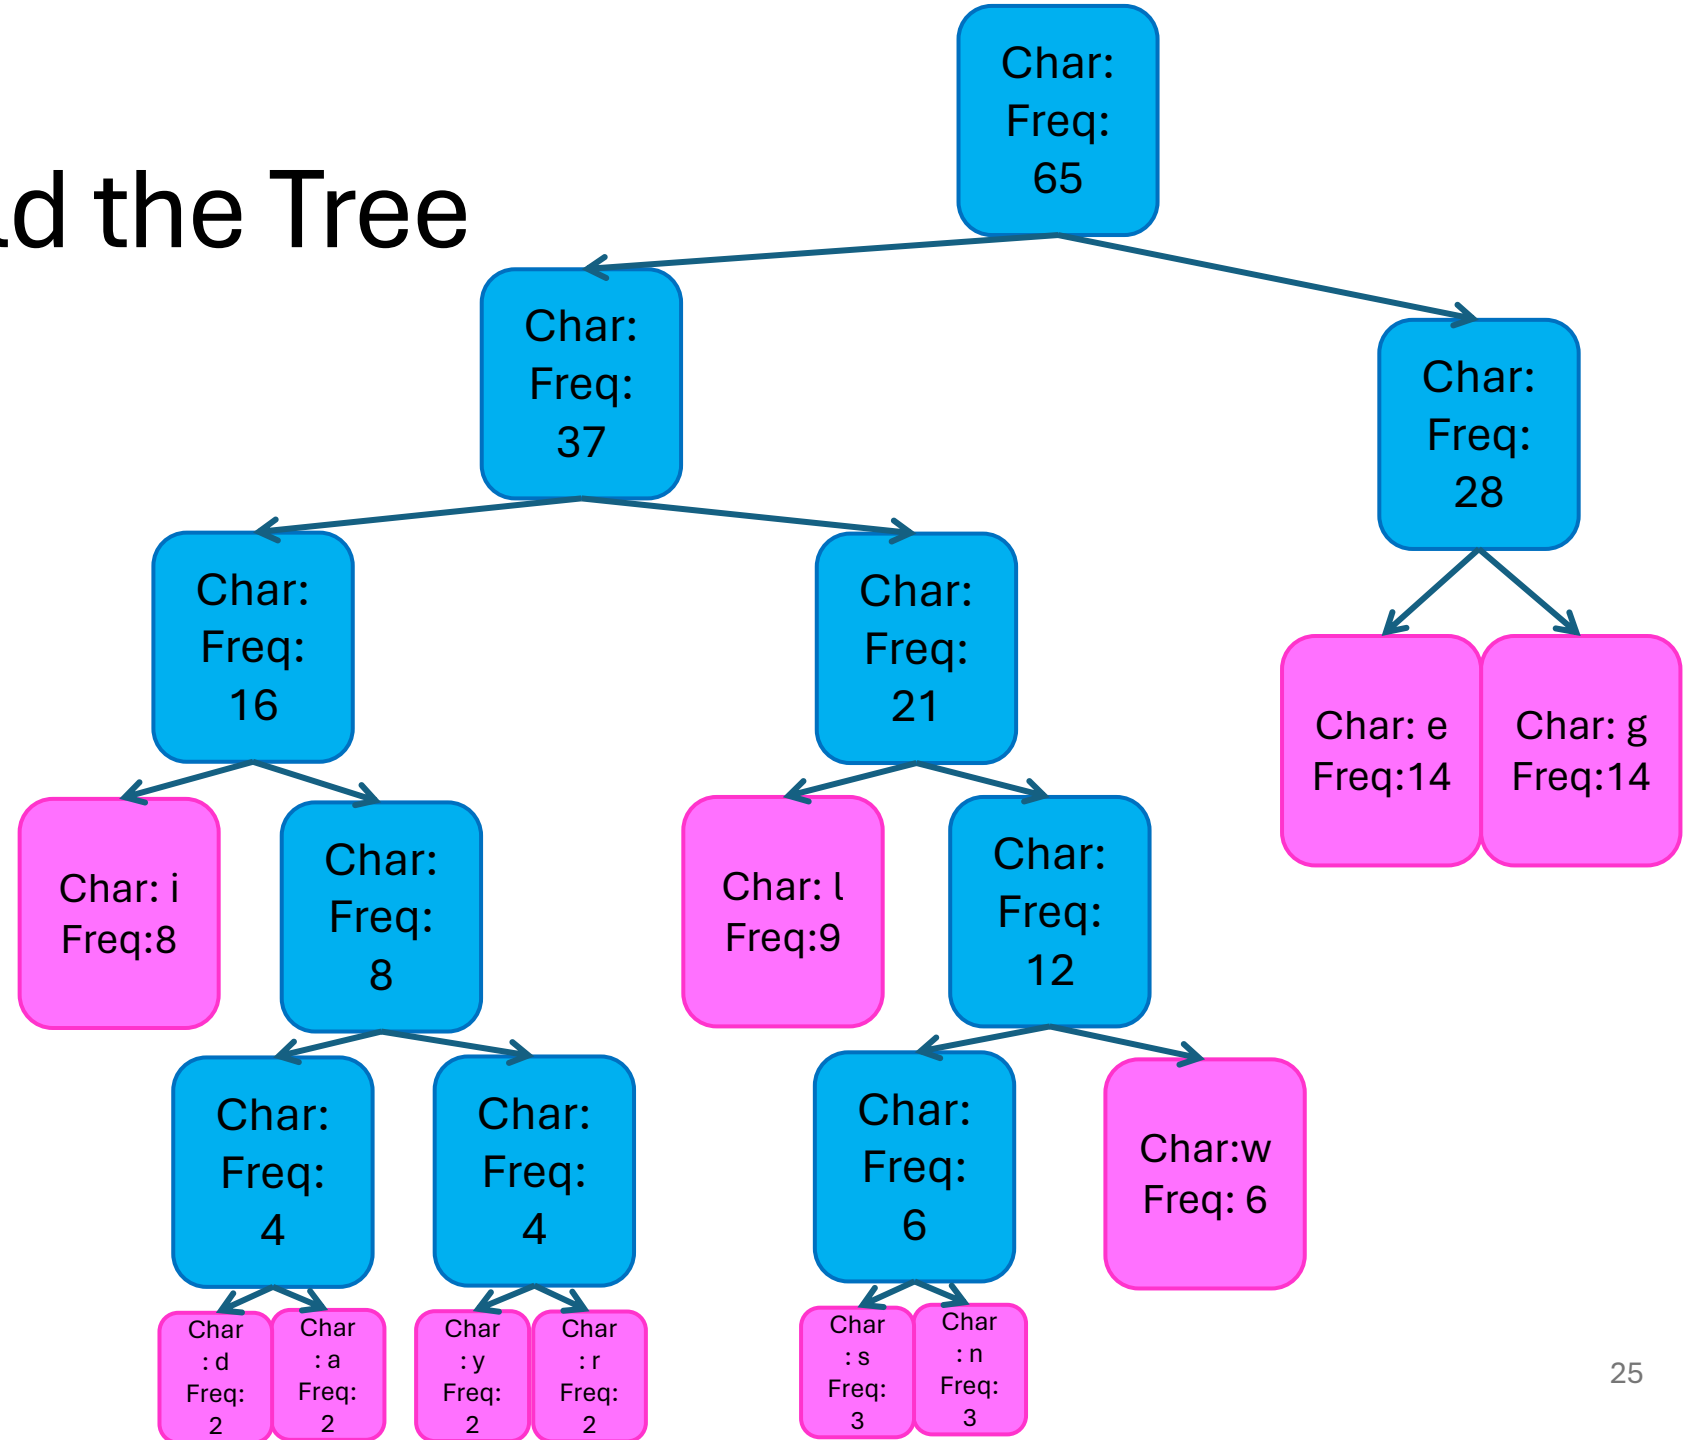 Char:
Freq:
65
ld the Tree
Char:
Freq:
37
Char:
Freq:
28
Char:
Freq:
16
Char:
Freq:
21
Char: e
Freq:14
Char: g
Freq:14
Char: i
Freq:8
Char:
Freq:
8
Char: l
Freq:9
Char:
Freq:
12
Char:
Freq:
4
Char:
Freq:
4
Char:
Freq:
6
Char:w
Freq: 6
Char
: d
Freq:
2
Char
: a
Freq:
2
Char
: y
Freq:
2
Char
: r
Freq:
2
Char
: s
Freq:
3
Char
: n
Freq:
3
25